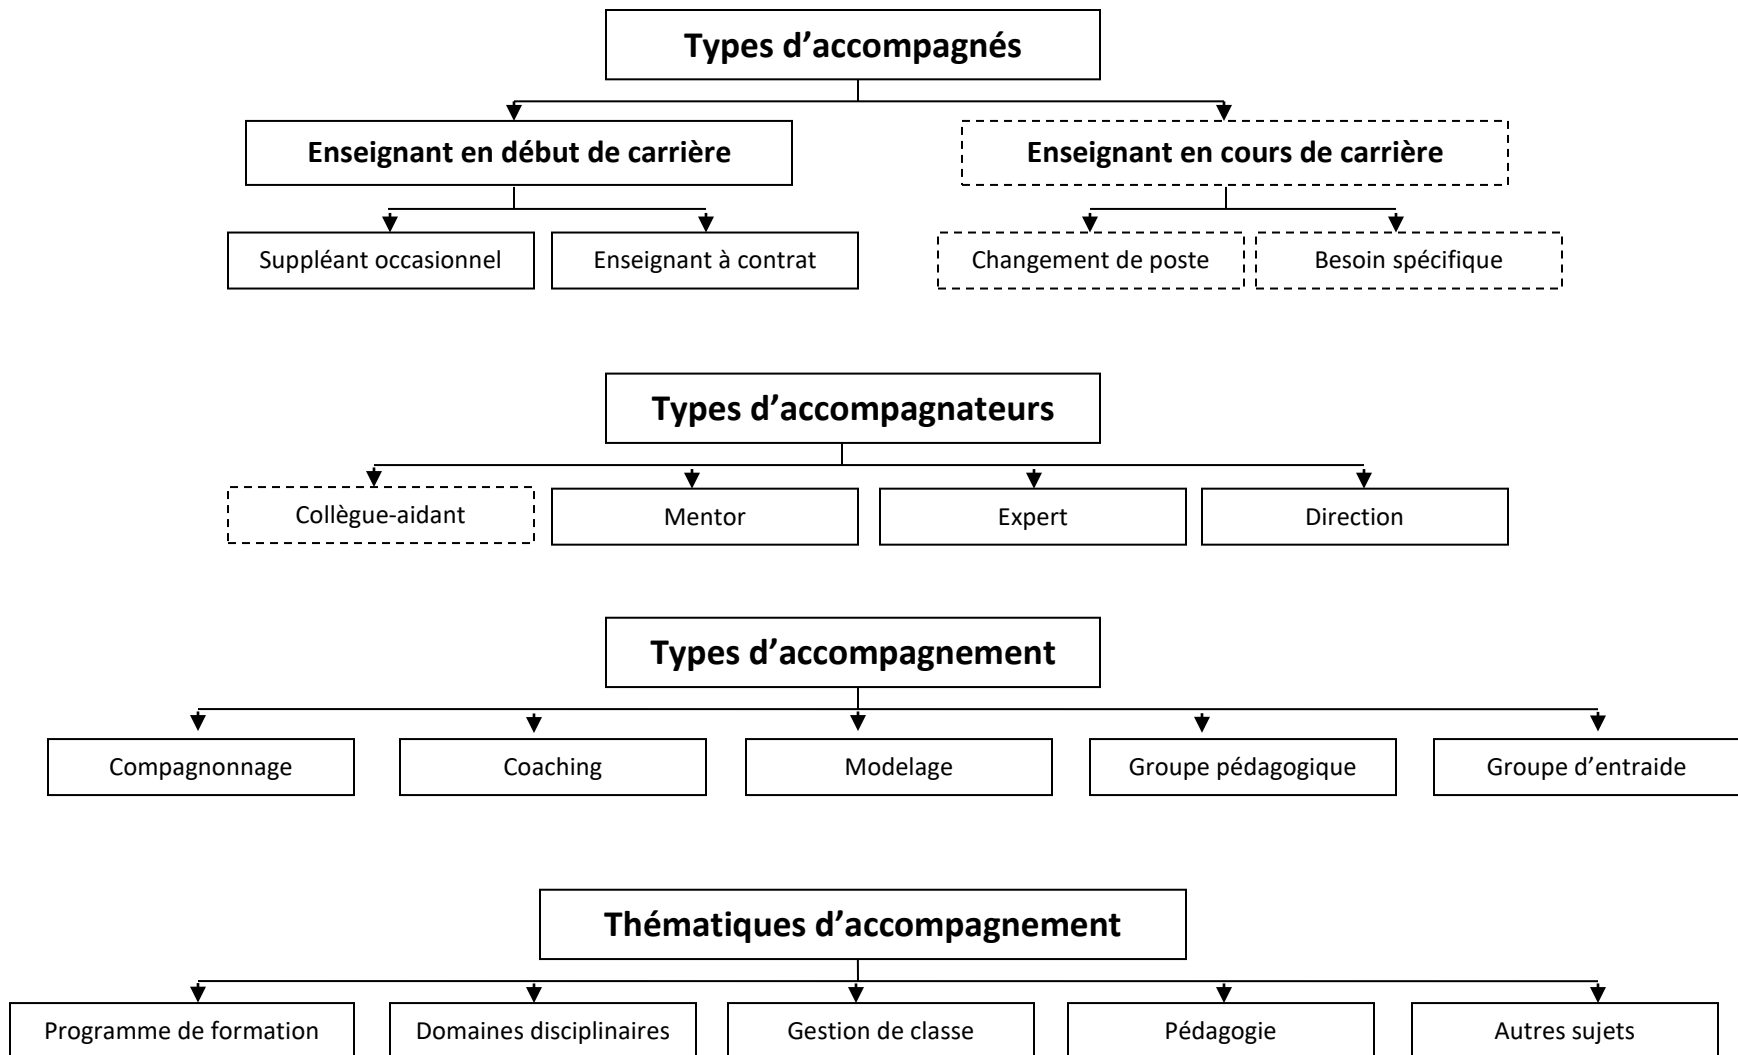 Types d’accompagnés
Enseignant en début de carrière
Enseignant en cours de carrière
Suppléant occasionnel
Enseignant à contrat
Changement de poste
Besoin spécifique
Types d’accompagnateurs
Collègue-aidant
Mentor
Expert
Direction
Types d’accompagnement
Compagnonnage
Coaching
Modelage
Groupe pédagogique
Groupe d’entraide
Thématiques d’accompagnement
Programme de formation
Domaines disciplinaires
Gestion de classe
Pédagogie
Autres sujets